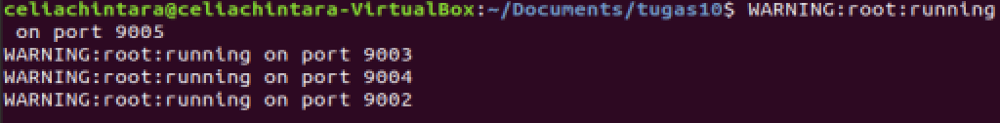 celiachintara@celiachintara-VirtualBox:~/Documents/tugas10$ WARNING:root:running
on port 9005
WARNING:root:running on port 9003
WARNING:root:running on port 9004
WARNING:root:running on port 9002